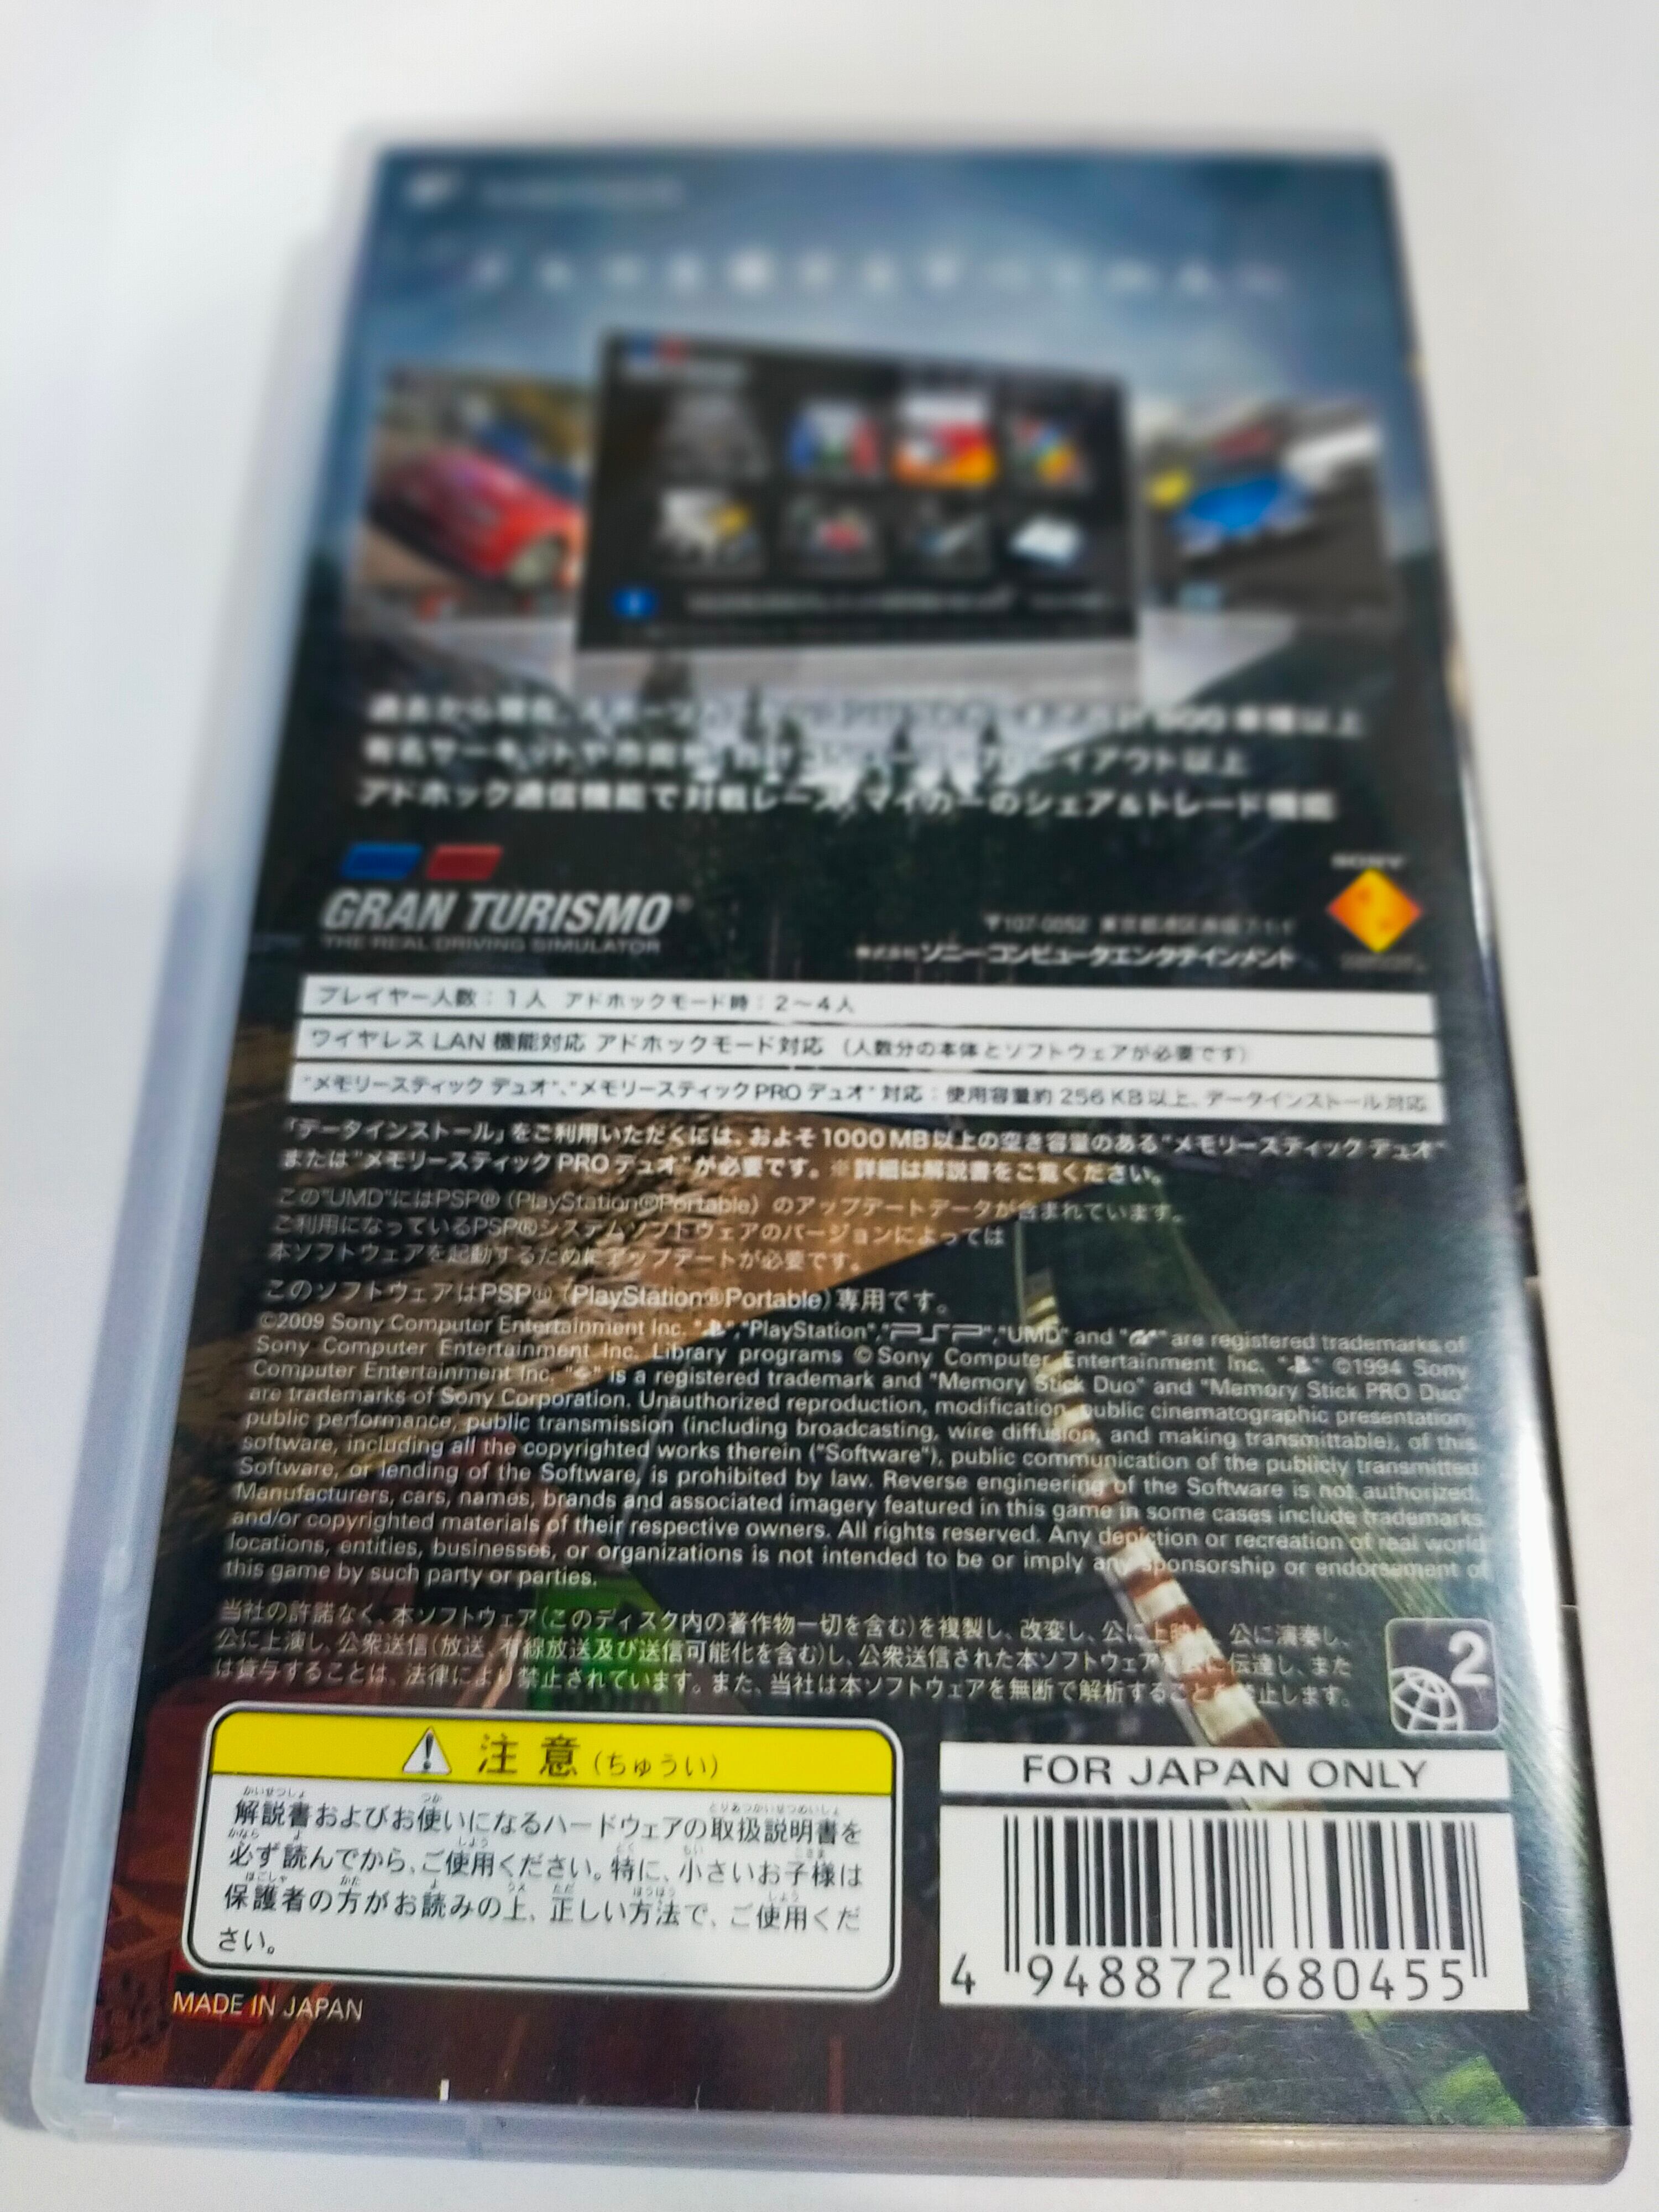 800車種以上
アドホック通信機能で対戦レース、マイカーのシェア&トレード機能
GRAN TURISMO®
THE REAL DRIVING SIMULATOR
SONY
〒107-0052 東京都港区赤坂 7-1-1
株式会社 ソニー・コンピュータエンタテインメント
プレイヤー人数：1人 アドホックモード時：2～4人
ワイヤレス LAN 機能対応 アドホックモード対応 （人数分の本体とソフトウェアが必要です）
"メモリースティック デュオ"、"メモリースティック PRO デュオ" 対応：使用容量約 256 KB 以上、データインストール対応
「データインストール」をご利用いただくには、およそ 1000 MB 以上の空き容量のある "メモリースティック デュオ"
または "メモリースティック PRO デュオ" が必要です。※詳細は解説書をご覧ください。
この"UMD"にはPSP®（PlayStation®Portable）のアップデートデータが含まれています。
ご利用になっているPSP®システムソフトウェアのバージョンによっては
本ソフトウェアを起動するためにアップデートが必要です。
このソフトウェアはPSP®（PlayStation®Portable）専用です。
©2009 Sony Computer Entertainment Inc. " ", "PlayStation", "PSP", "UMD" and " " are registered trademarks of
Sony Computer Entertainment Inc. Library programs ©Sony Computer Entertainment Inc. " " ©1994 Sony
Computer Entertainment Inc. " " is a registered trademark and "Memory Stick Duo" and "Memory Stick PRO Duo"
are trademarks of Sony Corporation. Unauthorized reproduction, modification, public cinematographic presentation,
public performance, public transmission (including broadcasting, wire diffusion, and making transmittable), of this
software, including all the copyrighted works therein ("Software"), public communication of the publicly transmitted
Software, or lending of the Software, is prohibited by law. Reverse engineering of the Software is not authorized.
Manufacturers, cars, names, brands and associated imagery featured in this game in some cases include trademarks
and/or copyrighted materials of their respective owners. All rights reserved. Any depiction or recreation of real world
locations, entities, businesses, or organizations is not intended to be or imply any sponsorship or endorsement of
this game by such party or parties.
当社の許諾なく、本ソフトウェア（このディスク内の著作物一切を含む）を複製し、改変し、公に上映し、公に演奏し、
公に上演し、公衆送信（放送、有線放送及び送信可能化を含む）し、公衆送信された本ソフトウェアを公に伝達し、また
は貸与することは、法律により禁止されています。また、当社は本ソフトウェアを無断で解析することを禁止します。
2
注意（ちゅうい）
解説書およびお使いになるハードウェアの取扱説明書を
必ず読んでから、ご使用ください。特に、小さいお子様は
保護者の方がお読みの上、正しい方法で、ご使用くだ
さい。
FOR JAPAN ONLY
4 948872 680455
MADE IN JAPAN